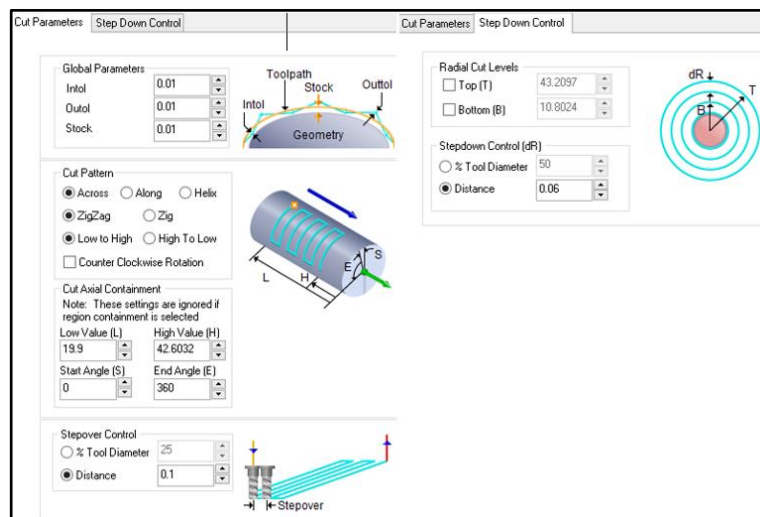 Cut Parameters Step Down Control
Global Parameters
Intol 0.01
Outol 0.01
Stock 0.01
Toolpath
Stock
Outtol
Intol
Geometry
Cut Pattern
Across Along Helix
ZigZag Zig
Low to High High To Low
Counter Clockwise Rotation
S
E
H
L
Cut Axial Containment
Note: These settings are ignored if
region containment is selected
Low Value (L) High Value (H)
19.9 42.6032
Start Angle (S) End Angle (E)
0 360
Stepover Control
% Tool Diameter 25
Distance 0.1
Stepover
Cut Parameters Step Down Control
Radial Cut Levels
Top (T) 43.2097
Bottom (B) 10.8024
Stepdown Control (dR)
% Tool Diameter 50
Distance 0.06
dR
T
B